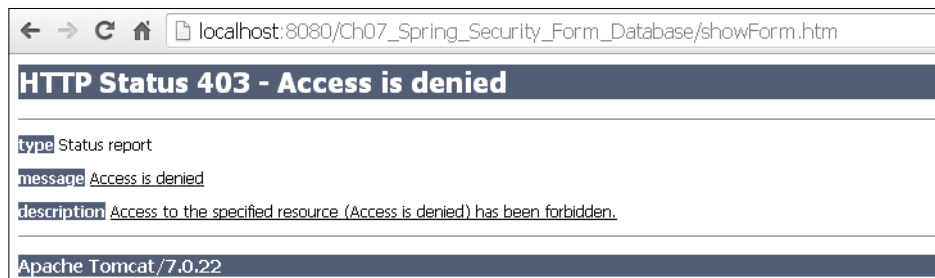 localhost:8080/Ch07_Spring_Security_Form_Database/showForm.htm
HTTP Status 403 - Access is denied
type Status report
message Access is denied
description Access to the specified resource (Access is denied) has been forbidden.
Apache Tomcat/7.0.22